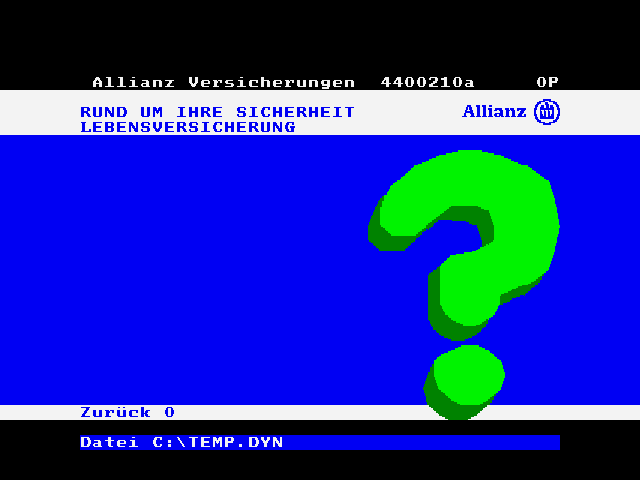 Allianz Versicherungen 4400210a 0P
RUND UM IHRE SICHERHEIT
LEBENSVERSICHERUNG
Allianz
?
Zurück 0
Datei C:\TEMP.DYN